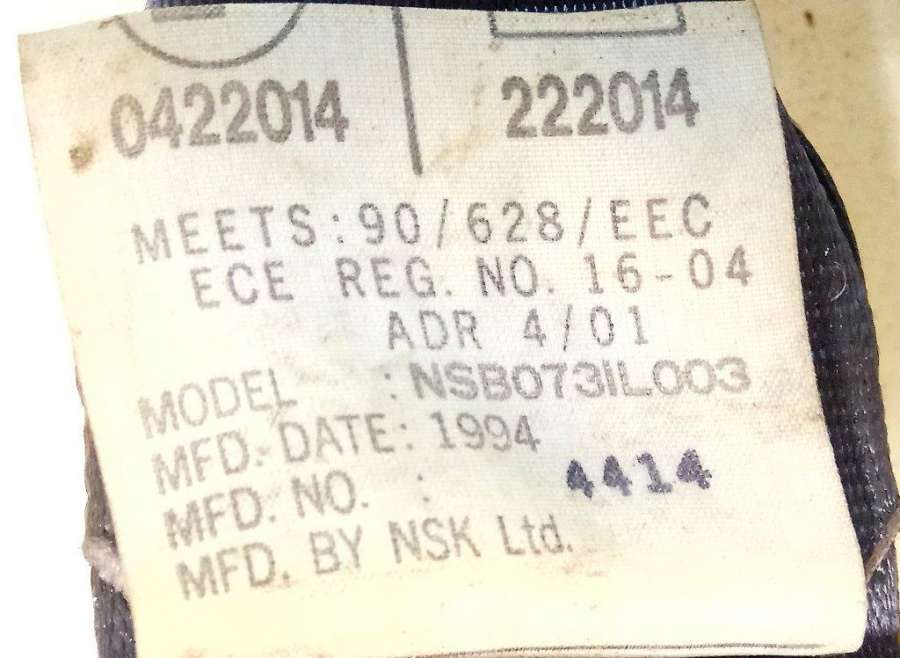 0422014 222014
MEETS:90/628/EEC
ECE REG. NO. 16-04
ADR 4/01
MODEL :NSB073IL003
MFD. DATE: 1994
MFD. NO. : 4414
MFD. BY NSK Ltd.